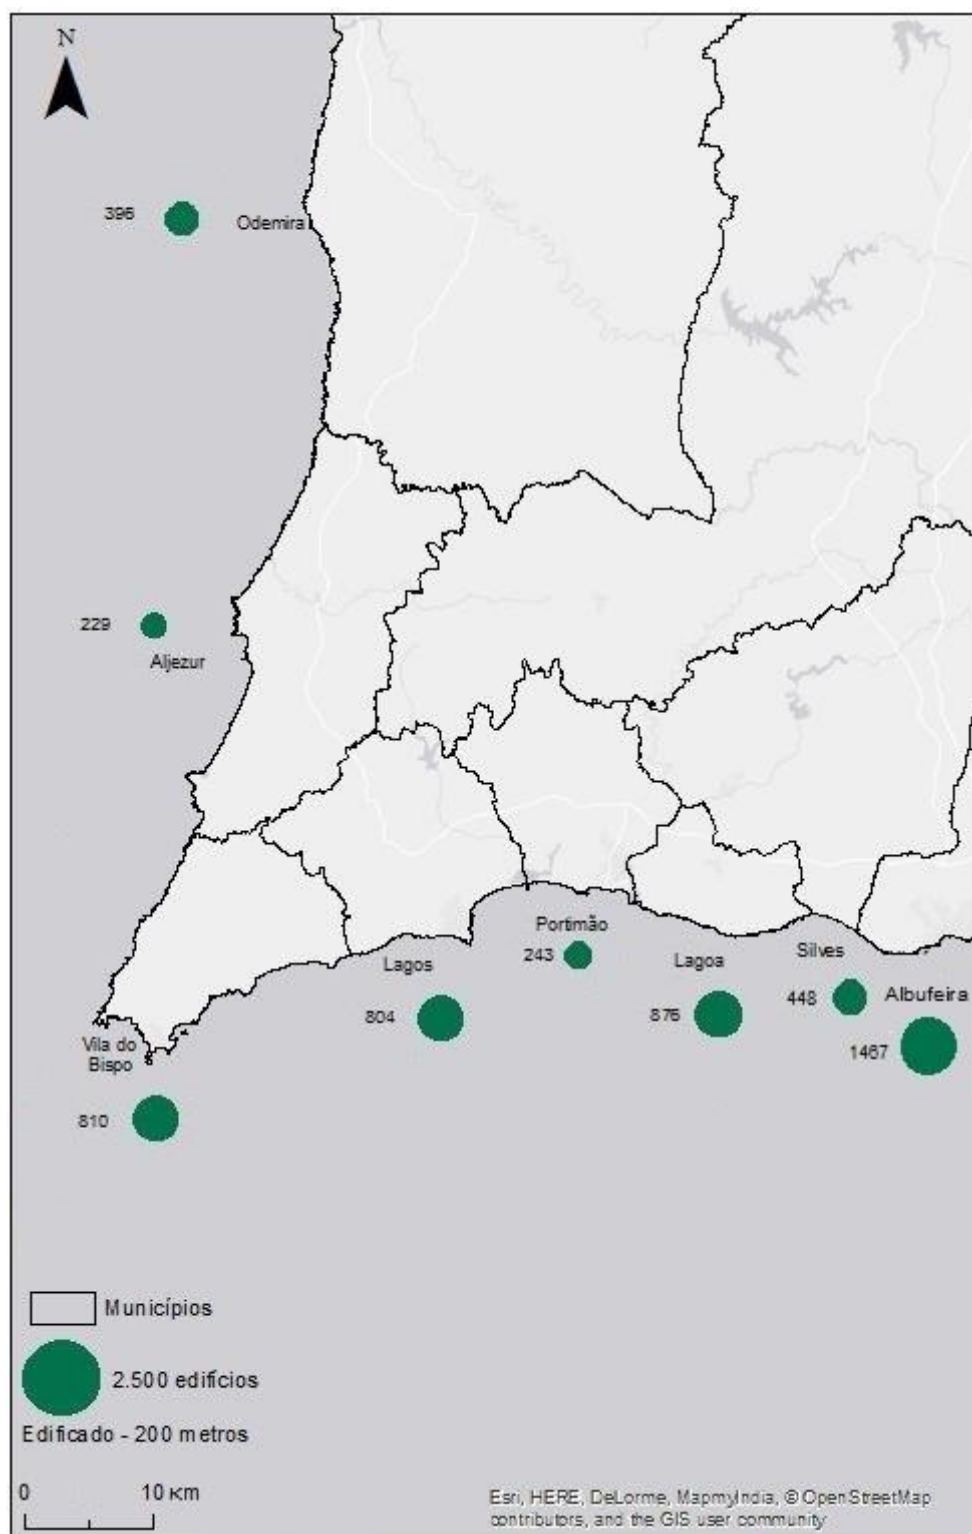 N
396
Odemira
229
Aljezur
Portimão
243
Lagos
804
Lagoa
876
Silves
448
Albufeira
1467
Vila do
Bispo
810
Municípios
2.500 edifícios
Edificado - 200 metros
0 10 км
Esri, HERE, DeLorme, MapmyIndia, © OpenStreetMap
contributors, and the GIS user community